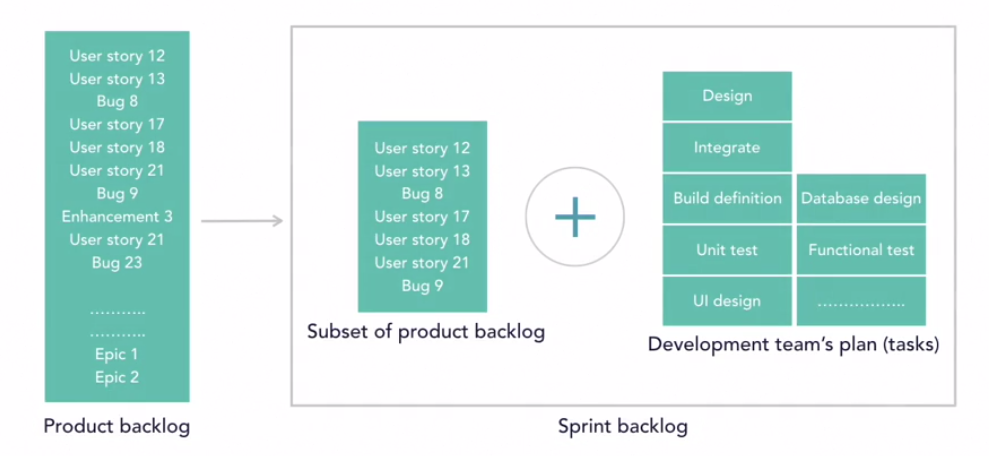 User story 12
User story 13
Bug 8
User story 17
User story 18
User story 21
Bug 9
Enhancement 3
User story 21
Bug 23
...........
...........
Epic 1
Epic 2
Product backlog
User story 12
User story 13
Bug 8
User story 17
User story 18
User story 21
Bug 9
Subset of product backlog
+
Design
Integrate
Build definition
Database design
Unit test
Functional test
UI design
.................
Development team’s plan (tasks)
Sprint backlog